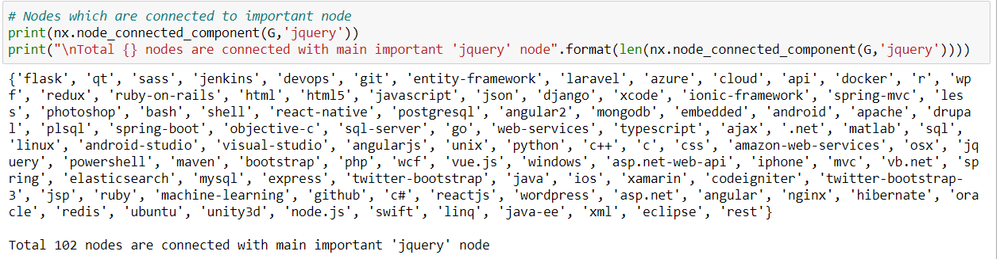 # Nodes which are connected to important node
print(nx.node_connected_component(G,'jquery'))
print("\nTotal {} nodes are connected with main important 'jquery' node".format(len(nx.node_connected_component(G,'jquery'))))
{'flask', 'qt', 'sass', 'jenkins', 'devops', 'git', 'entity-framework', 'laravel', 'azure', 'cloud', 'api', 'docker', 'r', 'wp
f', 'redux', 'ruby-on-rails', 'html', 'html5', 'javascript', 'json', 'django', 'xcode', 'ionic-framework', 'spring-mvc', 'les
s', 'photoshop', 'bash', 'shell', 'react-native', 'postgresql', 'angular2', 'mongodb', 'embedded', 'android', 'apache', 'drupa
l', 'plsql', 'spring-boot', 'objective-c', 'sql-server', 'go', 'web-services', 'typescript', 'ajax', '.net', 'matlab', 'sql',
'linux', 'android-studio', 'visual-studio', 'angularjs', 'unix', 'python', 'c++', 'c', 'css', 'amazon-web-services', 'osx', 'jq
uery', 'powershell', 'maven', 'bootstrap', 'php', 'wcf', 'vue.js', 'windows', 'asp.net-web-api', 'iphone', 'mvc', 'vb.net', 'sp
ring', 'elasticsearch', 'mysql', 'express', 'twitter-bootstrap', 'java', 'ios', 'xamarin', 'codeigniter', 'twitter-bootstrap-
3', 'jsp', 'ruby', 'machine-learning', 'github', 'c#', 'reactjs', 'wordpress', 'asp.net', 'angular', 'nginx', 'hibernate', 'ora
cle', 'redis', 'ubuntu', 'unity3d', 'node.js', 'swift', 'linq', 'java-ee', 'xml', 'eclipse', 'rest'}
Total 102 nodes are connected with main important 'jquery' node